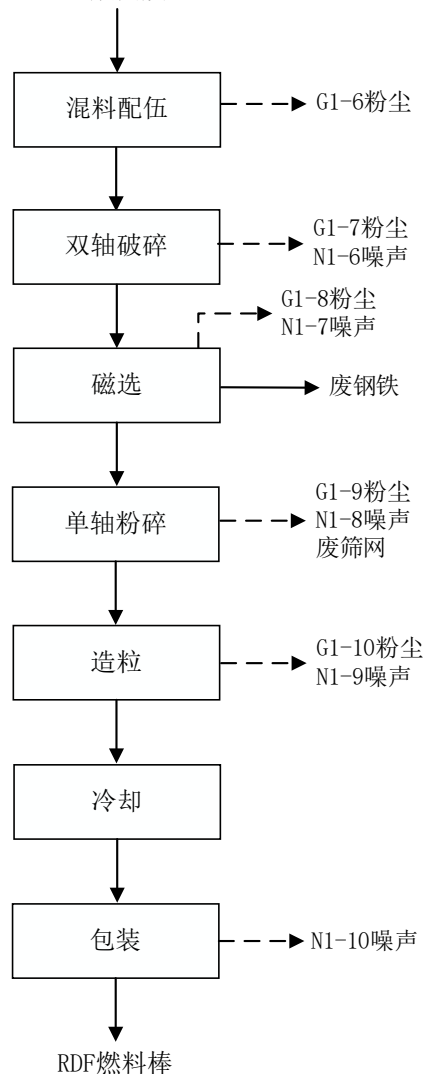 混料配伍
G1-6粉尘
双轴破碎
G1-7粉尘
N1-6噪声
G1-8粉尘
N1-7噪声
磁选
废钢铁
单轴粉碎
G1-9粉尘
N1-8噪声
废筛网
造粒
G1-10粉尘
N1-9噪声
冷却
包装
N1-10噪声
RDF燃料棒